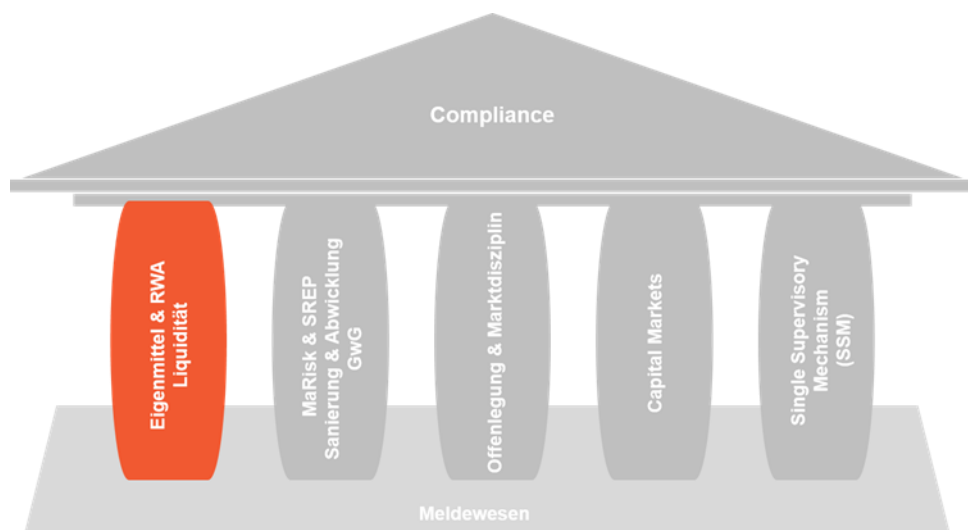 Compliance
Eigenmittel & RWA
Liquidität
MaRisk & SREP
Sanierung & Abwicklung
GwG
Offenlegung & Marktdisziplin
Capital Markets
Single Supervisory
Mechanism
(SSM)
Meldewesen